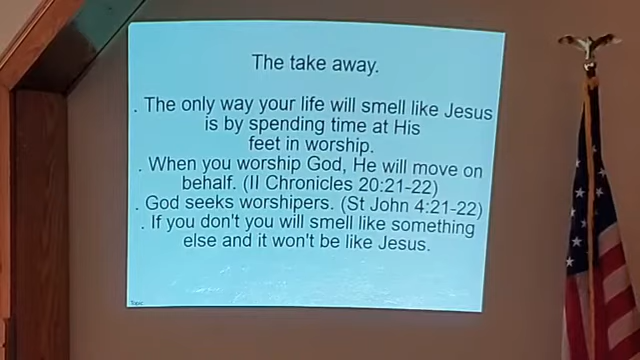 The take away.
. The only way your life will smell like Jesus
is by spending time at His
feet in worship.
. When you worship God, He will move on
behalf. (II Chronicles 20:21-22)
. God seeks worshipers. (St John 4:21-22)
. If you don't you will smell like something
else and it won't be like Jesus.
Topic